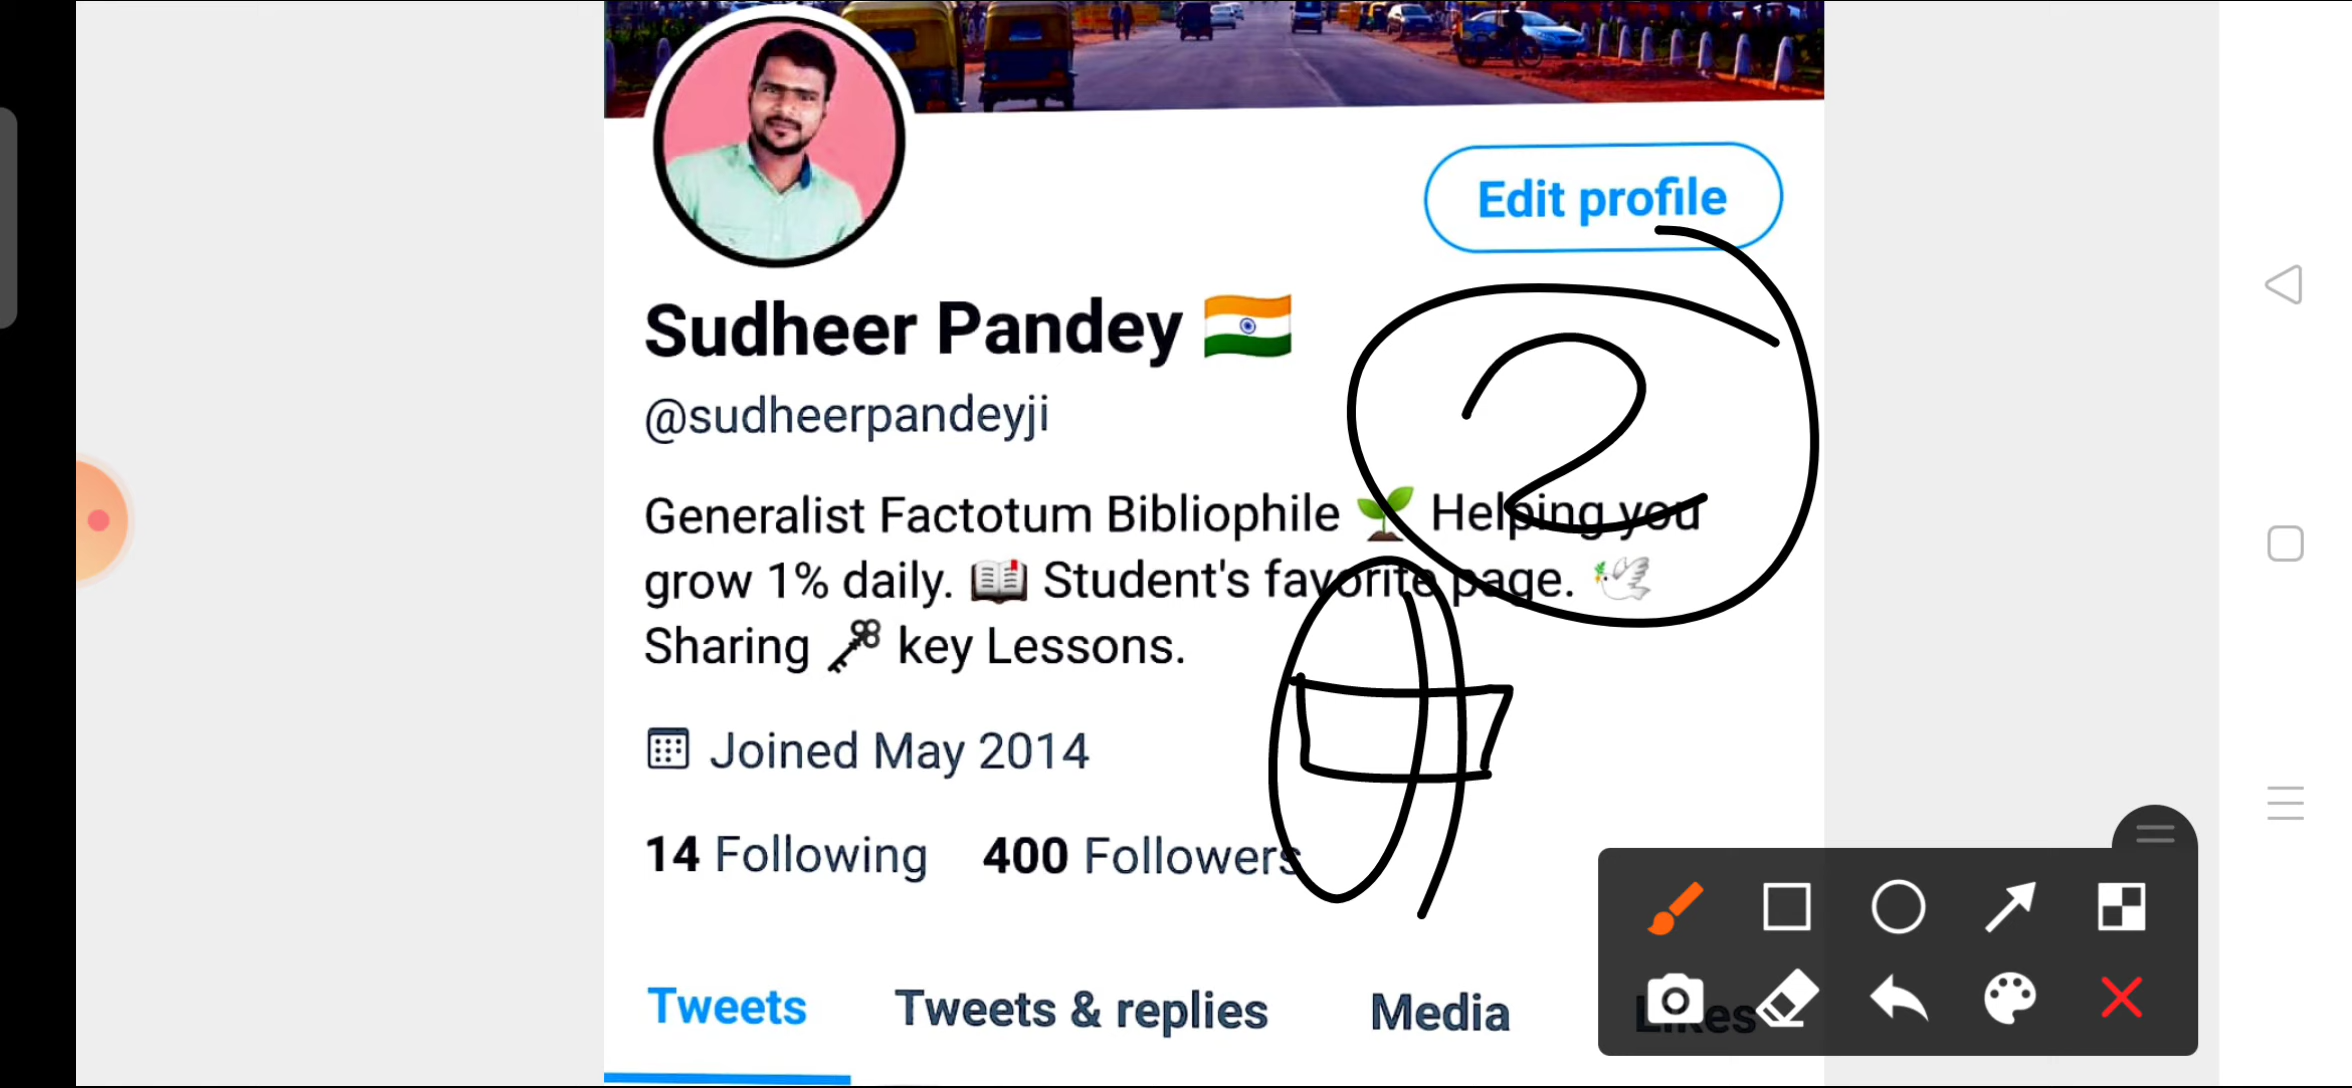 Edit profile
Sudheer Pandey 🇮🇳
@sudheerpandeyji
Generalist Factotum Bibliophile 🌱 Helping you
grow 1% daily. 📖 Student's favorite page. 🕊️
Sharing 🗝️ key Lessons.
Joined May 2014
14 Following 400 Followers
Tweets Tweets & replies Media Likes
2